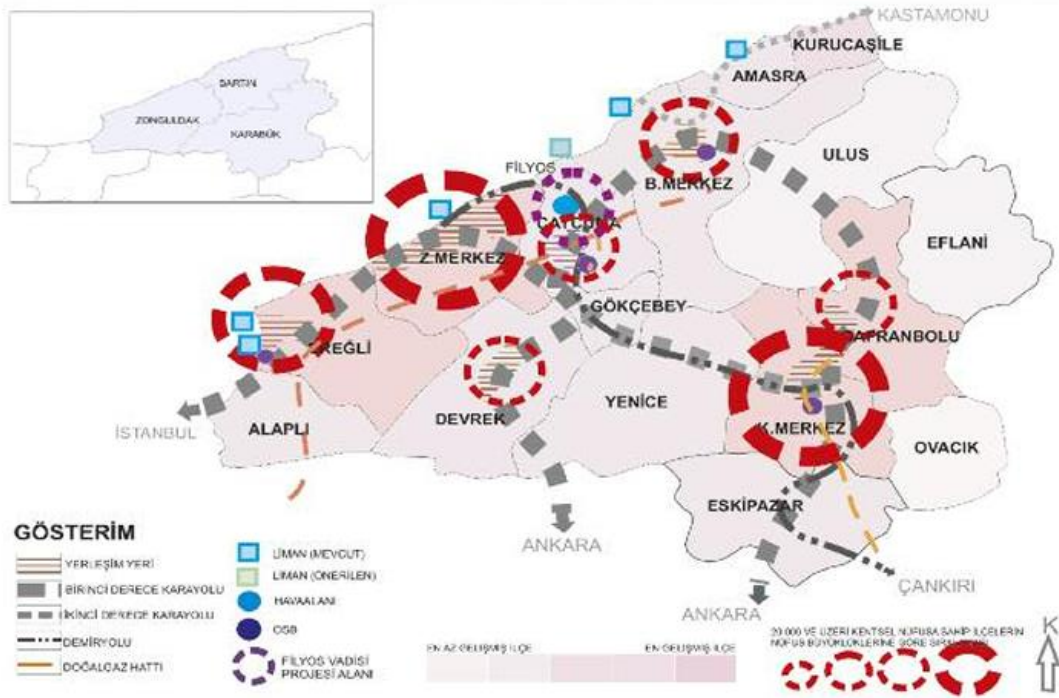 KASTAMONU
KURUCAŞİLE
AMASRA
BARTIN
ZONGULDAK
KARABÜK
ULUS
FİLYOS
B.MERKEZ
ÇAYCUMA
EFLANİ
Z.MERKEZ
GÖKÇEBEY
SAFRANBOLU
EREĞLİ
YENİCE
DEVREK
K.MERKEZ
ALAPLI
İSTANBUL
OVACIK
ESKİPAZAR
ANKARA
ÇANKIRI
ANKARA
GÖSTERİM
YERLEŞİM YERİ
BİRİNCİ DERECE KARAYOLU
İKİNCİ DERECE KARAYOLU
DEMİRYOLU
DOĞALGAZ HATTI
LİMAN (MEVCUT)
LİMAN (ÖNERİLEN)
HAVAALANI
OSB
FİLYOS VADİSİ
PROJESİ ALANI
EN AZ GELİŞMİŞ İLÇE
EN GELİŞMİŞ İLÇE
20 000 VE ÜZERİ KENTSEL NÜFUSA SAHİP İLÇELERİN
NÜFUS BÜYÜKLÜKLERİNE GÖRE
K